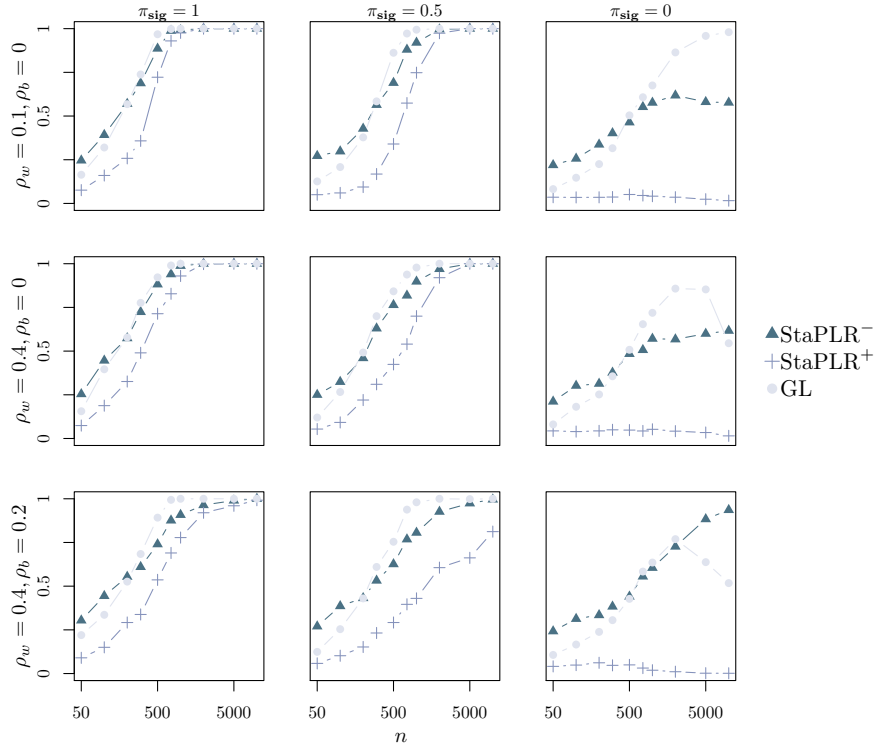 π_sig = 1
π_sig = 0.5
π_sig = 0
ρ_w = 0.1, ρ_b = 0
1
0.5
0
ρ_w = 0.4, ρ_b = 0
1
0.5
0
StaPLR⁻
StaPLR⁺
GL
ρ_w = 0.4, ρ_b = 0.2
1
0.5
0
50 500 5000
50 500 5000
50 500 5000
n